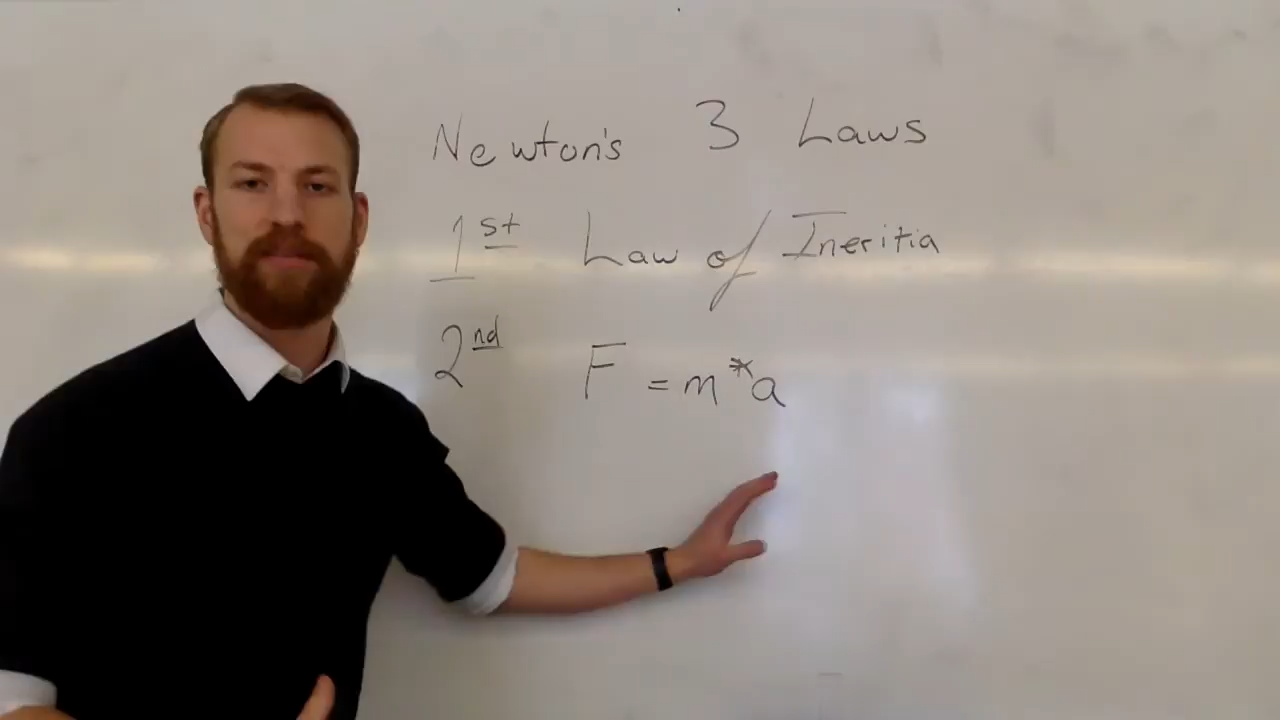 Newton's 3 Laws
1st Law of Ineritia
2nd F = m*a